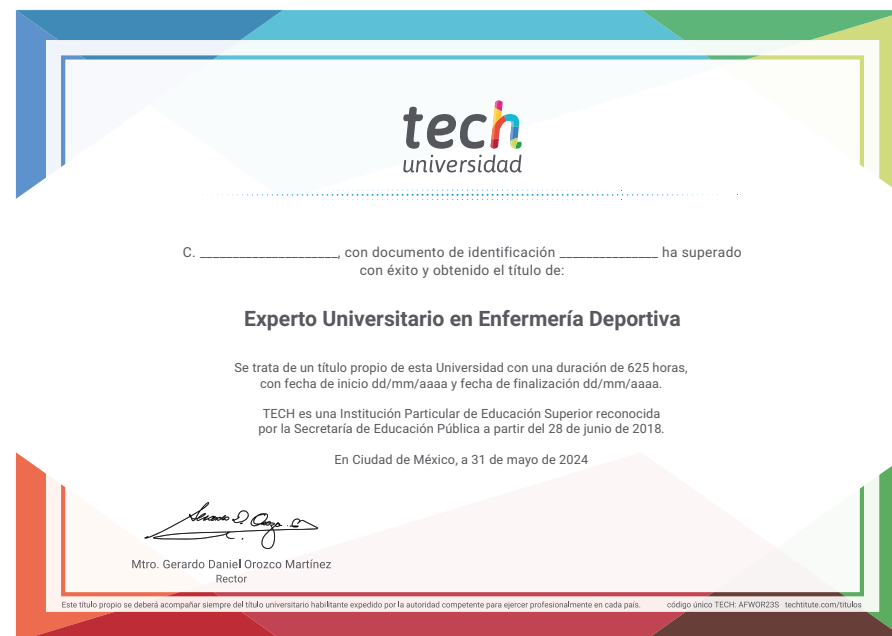 tech
universidad
C. ____________________, con documento de identificación ______________ ha superado
con éxito y obtenido el título de:
Experto Universitario en Enfermería Deportiva
Se trata de un título propio de esta Universidad con una duración de 625 horas,
con fecha de inicio dd/mm/aaaa y fecha de finalización dd/mm/aaaa.
TECH es una Institución Particular de Educación Superior reconocida
por la Secretaría de Educación Pública a partir del 28 de junio de 2018.
En Ciudad de México, a 31 de mayo de 2024
Mtro. Gerardo Daniel Orozco Martínez
Rector
Este título propio se deberá acompañar siempre del título universitario habilitante expedido por la autoridad competente para ejercer profesionalmente en cada país. código único TECH: AFWOR23S techtitute.com/titulos